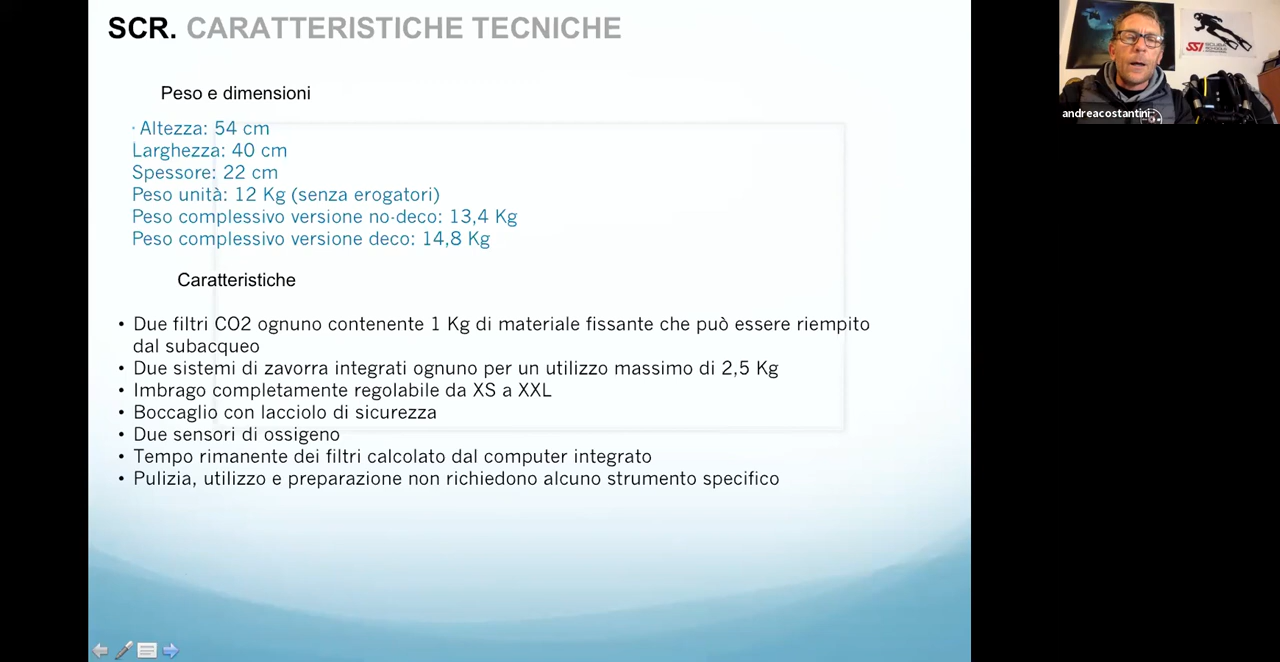 SCR. CARATTERISTICHE TECNICHE
Peso e dimensioni
· Altezza: 54 cm
Larghezza: 40 cm
Spessore: 22 cm
Peso unità: 12 Kg (senza erogatori)
Peso complessivo versione no-deco: 13,4 Kg
Peso complessivo versione deco: 14,8 Kg
Caratteristiche
• Due filtri CO2 ognuno contenente 1 Kg di materiale fissante che può essere riempito
dal subacqueo
• Due sistemi di zavorra integrati ognuno per un utilizzo massimo di 2,5 Kg
• Imbrago completamente regolabile da XS a XXL
• Boccaglio con lacciolo di sicurezza
• Due sensori di ossigeno
• Tempo rimanente dei filtri calcolato dal computer integrato
• Pulizia, utilizzo e preparazione non richiedono alcuno strumento specifico
SSI SCUBA SCHOOLS
andreacostantini